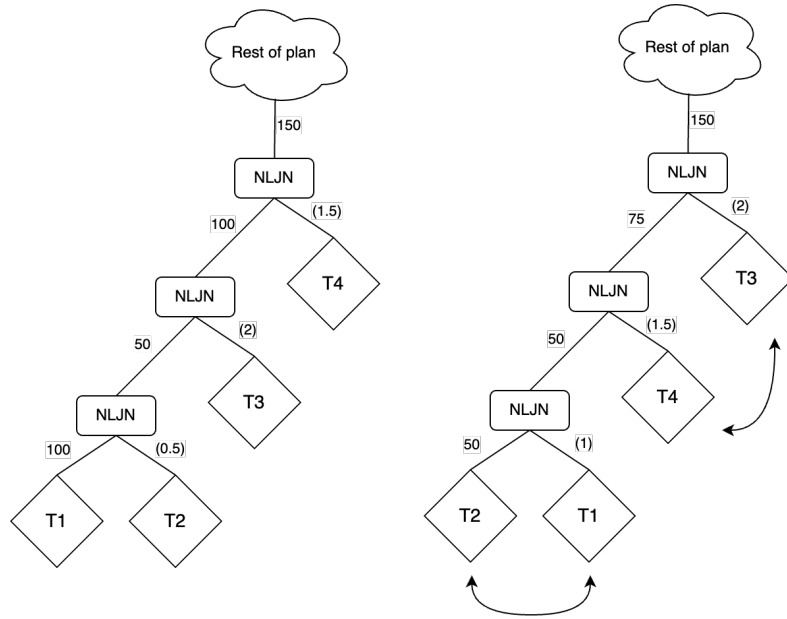 Rest of plan
150
NLJN
100
(1.5)
T4
NLJN
50
(2)
T3
NLJN
100
(0.5)
T1
T2
Rest of plan
150
NLJN
75
(2)
T3
NLJN
50
(1.5)
T4
NLJN
50
(1)
T2
T1